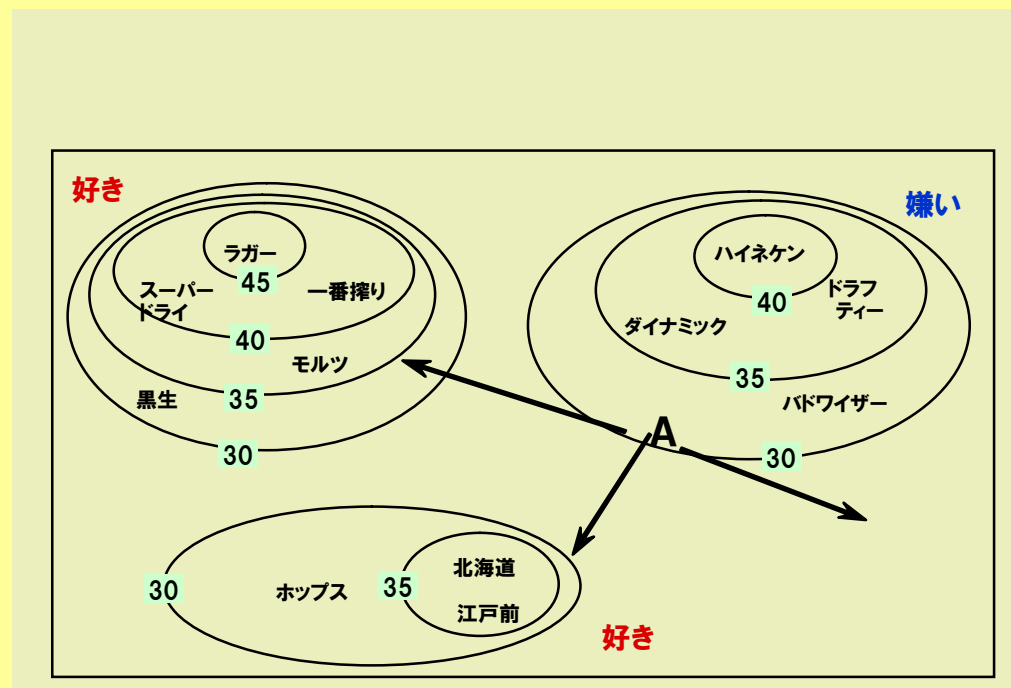 好き
嫌い
ラガー
45
スーパー
ドライ
一番搾り
40
モルツ
黒生
35
30
ハイネケン
40
ドラフ
ティー
ダイナミック
35
バドワイザー
A
30
30
ホップス
35
北海道
江戸前
好き